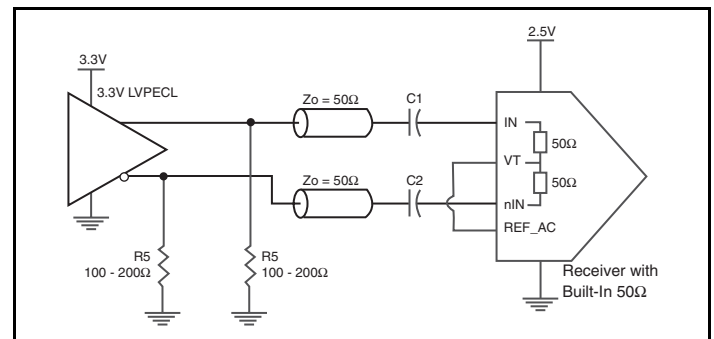 3.3V
3.3V LVPECL
Zo = 50Ω
C1
2.5V
IN
50Ω
VT
50Ω
Zo = 50Ω
C2
nIN
REF_AC
R5
100 - 200Ω
R5
100 - 200Ω
Receiver with
Built-In 50Ω